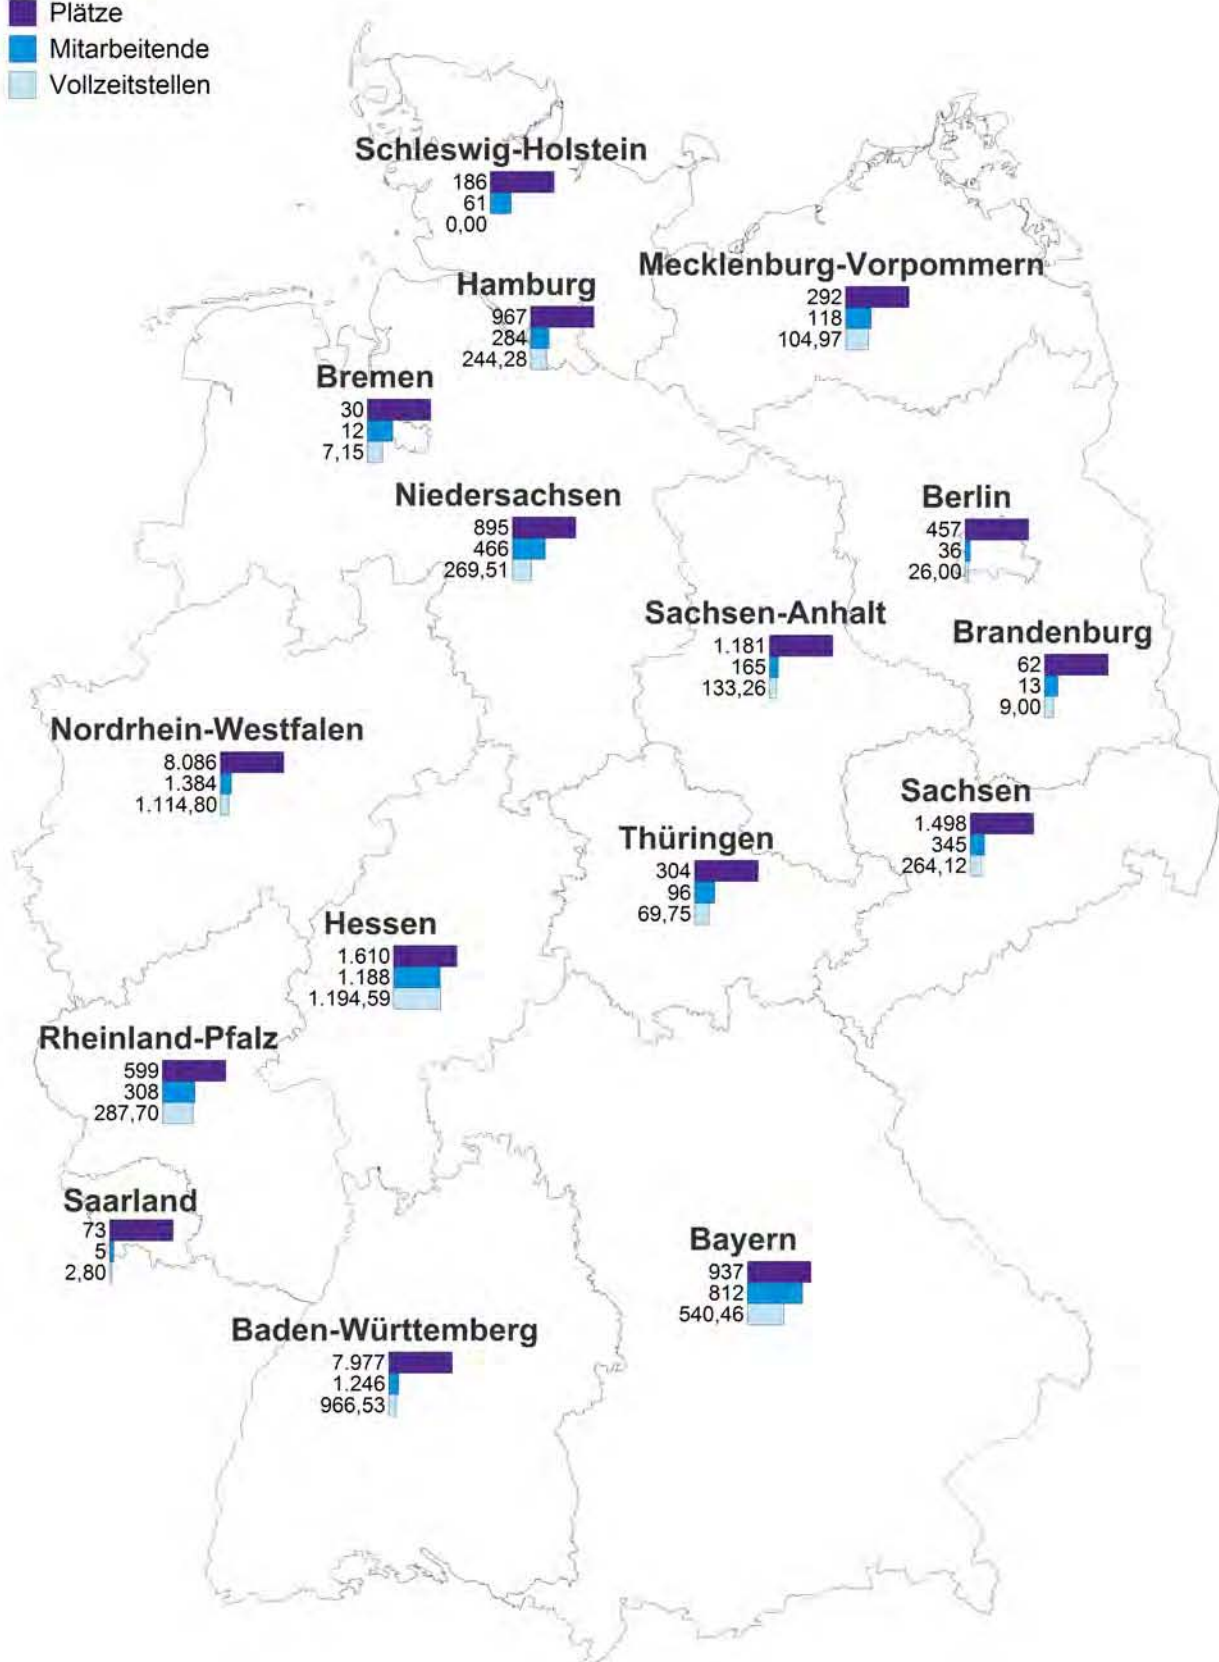 Plätze
Mitarbeitende
Vollzeitstellen
Schleswig-Holstein
186
61
0,00
Mecklenburg-Vorpommern
292
118
104,97
Hamburg
967
284
244,28
Bremen
30
12
7,15
Niedersachsen
895
466
269,51
Berlin
457
36
26,00
Sachsen-Anhalt
1.181
165
133,26
Brandenburg
62
13
9,00
Nordrhein-Westfalen
8.086
1.384
1.114,80
Sachsen
1.498
345
264,12
Thüringen
304
96
69,75
Hessen
1.610
1.188
1.194,59
Rheinland-Pfalz
599
308
287,70
Saarland
73
5
2,80
Bayern
937
812
540,46
Baden-Württemberg
7.977
1.246
966,53